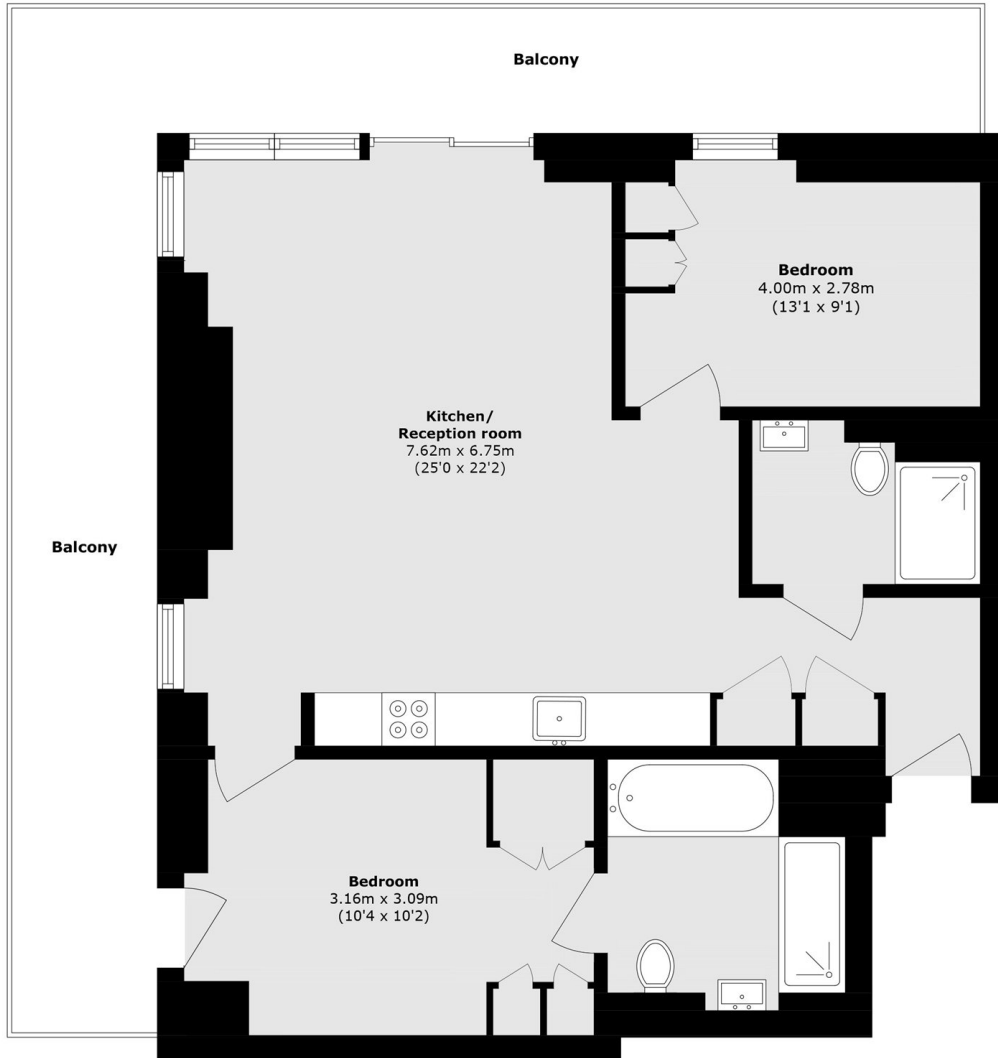 Balcony
Bedroom
4.00m x 2.78m
(13'1 x 9'1)
Kitchen/
Reception room
7.62m x 6.75m
(25'0 x 22'2)
Balcony
Bedroom
3.16m x 3.09m
(10'4 x 10'2)